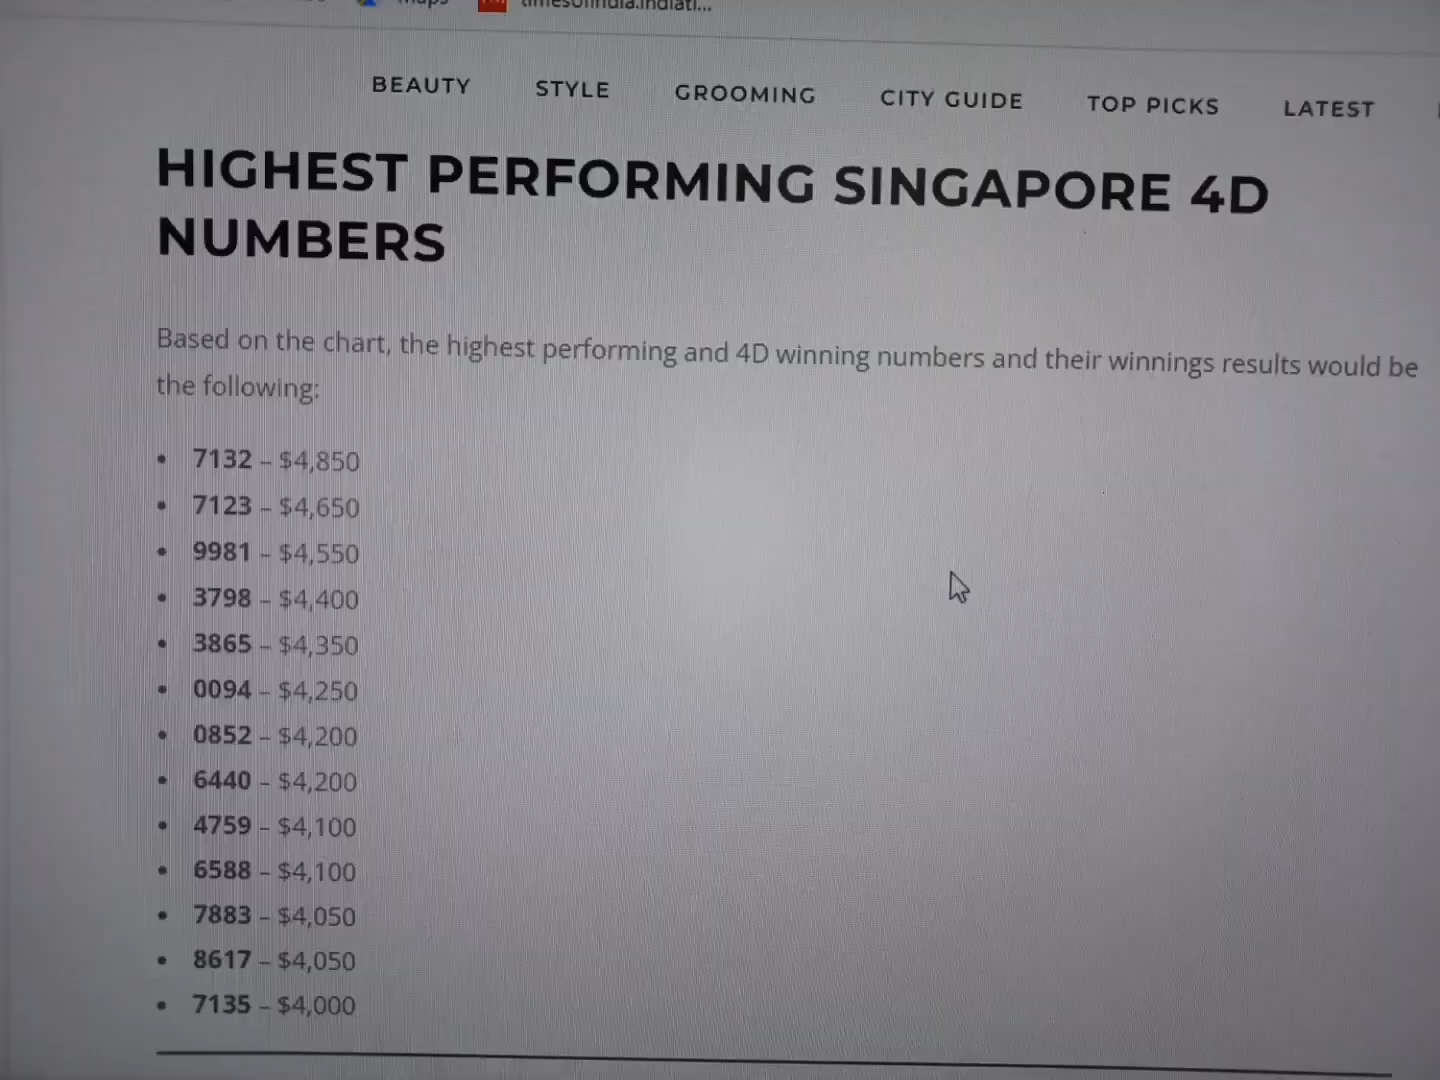 BEAUTY STYLE GROOMING CITY GUIDE TOP PICKS LATEST
HIGHEST PERFORMING SINGAPORE 4D
NUMBERS
Based on the chart, the highest performing and 4D winning numbers and their winnings results would be
the following:
• 7132 – $4,850
• 7123 – $4,650
• 9981 – $4,550
• 3798 – $4,400
• 3865 – $4,350
• 0094 – $4,250
• 0852 – $4,200
• 6440 – $4,200
• 4759 – $4,100
• 6588 – $4,100
• 7883 – $4,050
• 8617 – $4,050
• 7135 – $4,000